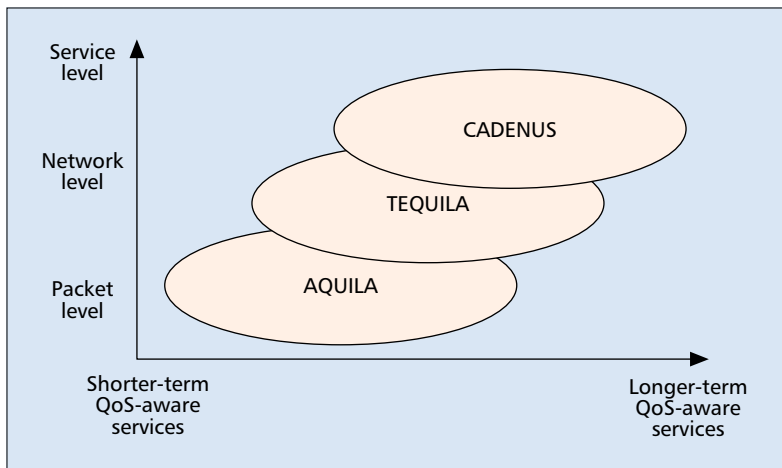 Service
level
CADENUS
Network
level
TEQUILA
Packet
level
AQUILA
Shorter-term
QoS-aware
services
Longer-term
QoS-aware
services